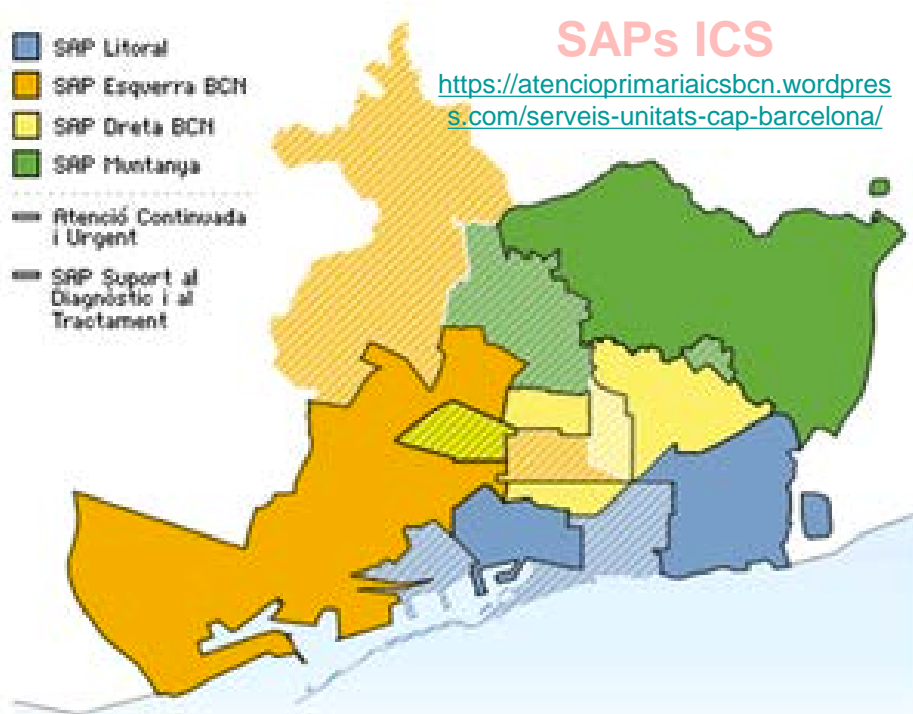 SAPs ICS
https://atencioprimariaicsbcn.wordpres
s.com/serveis-unitats-cap-barcelona/
SAP Litoral
SAP Esquerra BCN
SAP Dreta BCN
SAP Muntanya
Atenció Continuada
i Urgent
SAP Suport al
Diagnòstic i al
Tractament